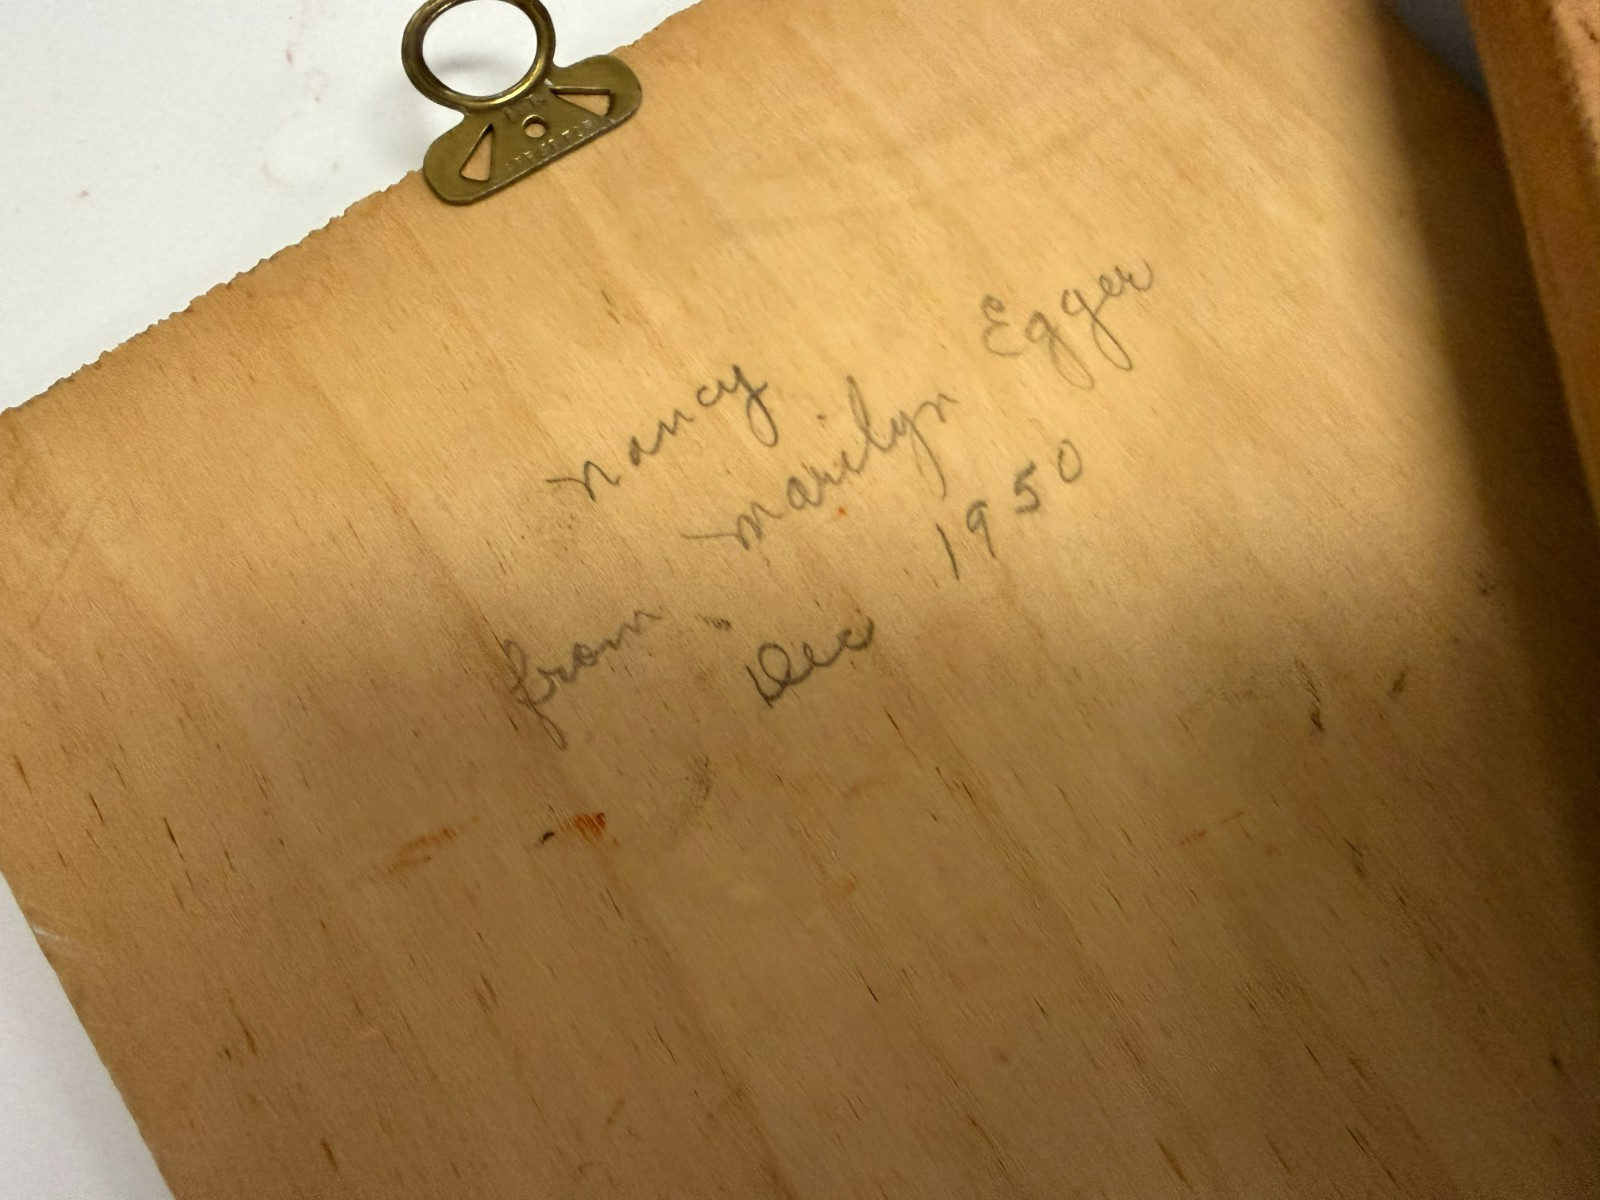 Nancy
from Marilyn Egger
Dec 1950